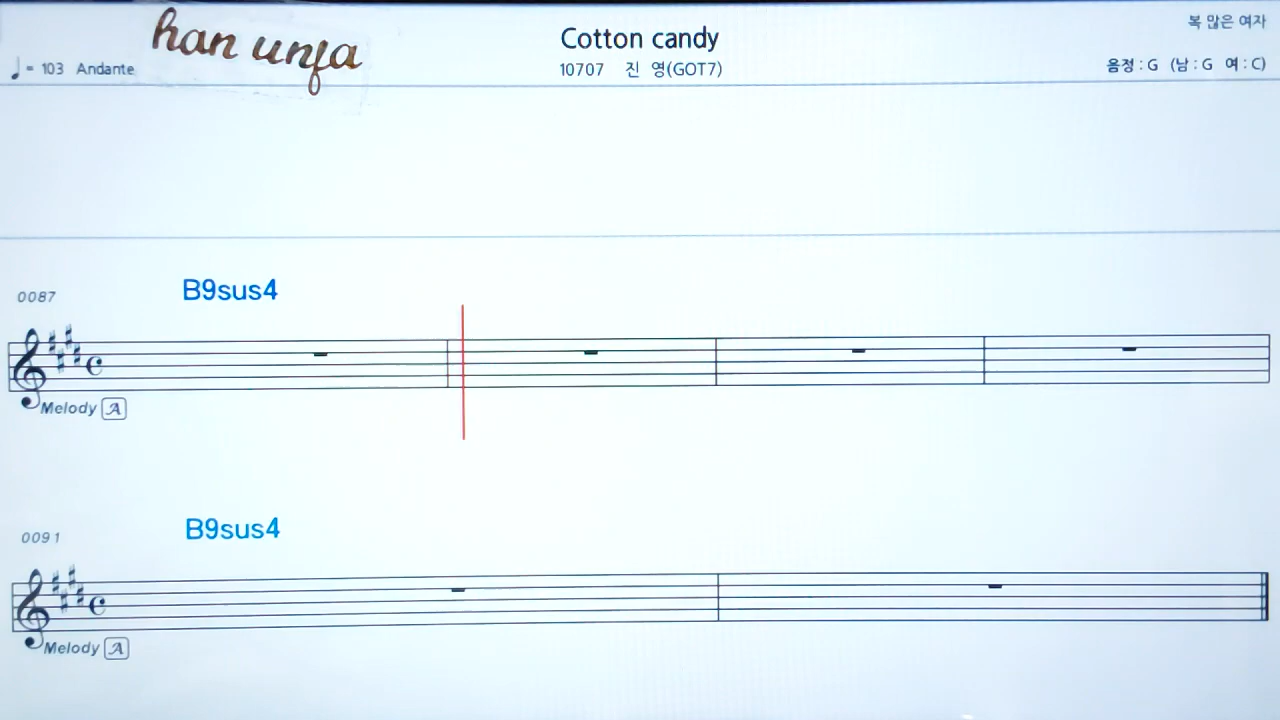 han unfa
Cotton candy
복 많은 여자
♩= 103 Andante
10707 진 영(GOT7)
음정 : G (남 : G 여 : C)
0087
B9sus4
Melody A
0091
B9sus4
Melody A